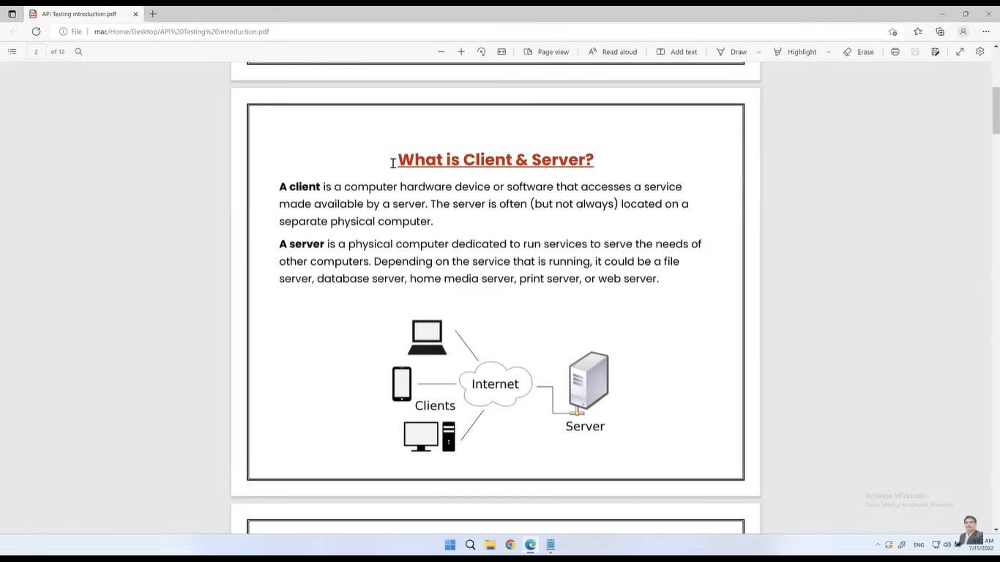 API Testing introduction.pdf
File mac/Home/Desktop/API%20Testing%20introduction.pdf
2 of 12 Page view Read aloud Add text Draw Highlight Erase
What is Client & Server?
A client is a computer hardware device or software that accesses a service
made available by a server. The server is often (but not always) located on a
separate physical computer.
A server is a physical computer dedicated to run services to serve the needs of
other computers. Depending on the service that is running, it could be a file
server, database server, home media server, print server, or web server.
Internet
Clients
Server
Activate Windows
Go to Settings to activate Windows.
ENG
AM
7/15/2022